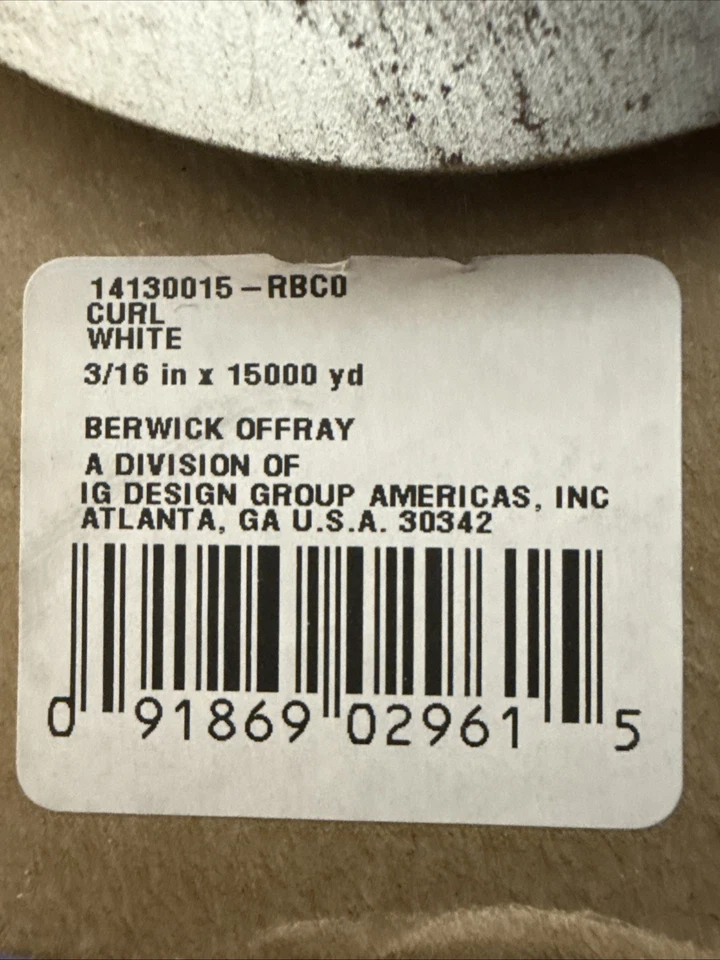 14130015-RBC0
CURL
WHITE
3/16 in x 15000 yd
BERWICK OFFRAY
A DIVISION OF
IG DESIGN GROUP AMERICAS, INC
ATLANTA, GA U.S.A. 30342
0 91869 02961 5